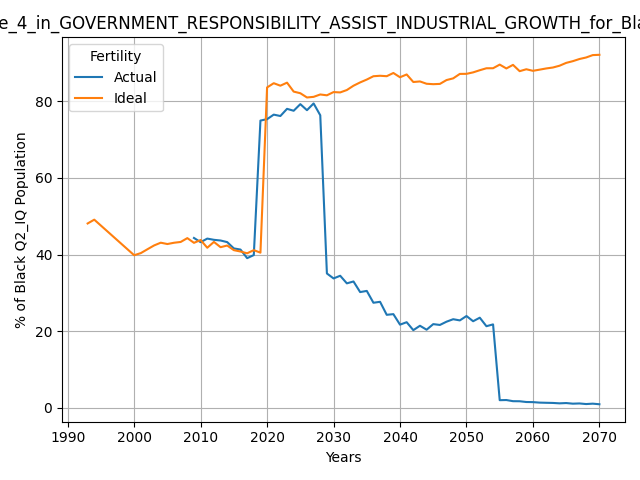 e_4_in_GOVERNMENT_RESPONSIBILITY_ASSIST_INDUSTRIAL_GROWTH_for_Bla
Fertility
Actual
Ideal
% of Black Q2_IQ Population
80
60
40
20
0
1990 2000 2010 2020 2030 2040 2050 2060 2070
Years